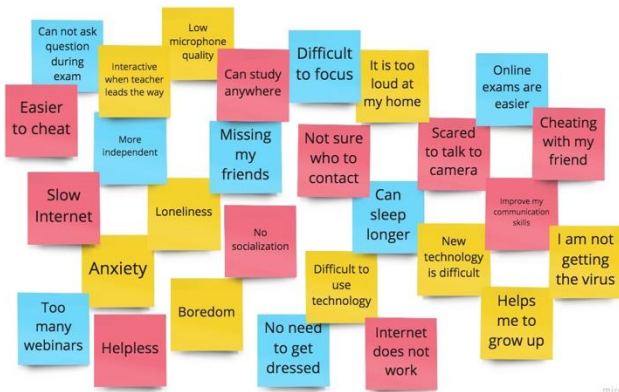 Can not ask
question
during
exam
Interactive
when teacher
leads the way
Low
microphone
quality
Can study
anywhere
Difficult
to focus
It is too
loud at
my home
Online
exams are
easier
Easier
to cheat
More
independent
Missing
my
friends
Not sure
who to
contact
Scared
to talk to
camera
Cheating
with my
friend
Slow
Internet
Loneliness
No
socialization
Can
sleep
longer
Improve my
communication
skills
Anxiety
Difficult to
use
technology
New
technology
is difficult
I am not
getting
the virus
Too
many
webinars
Helpless
Boredom
No need
to get
dressed
Internet
does not
work
Helps
me to
grow up